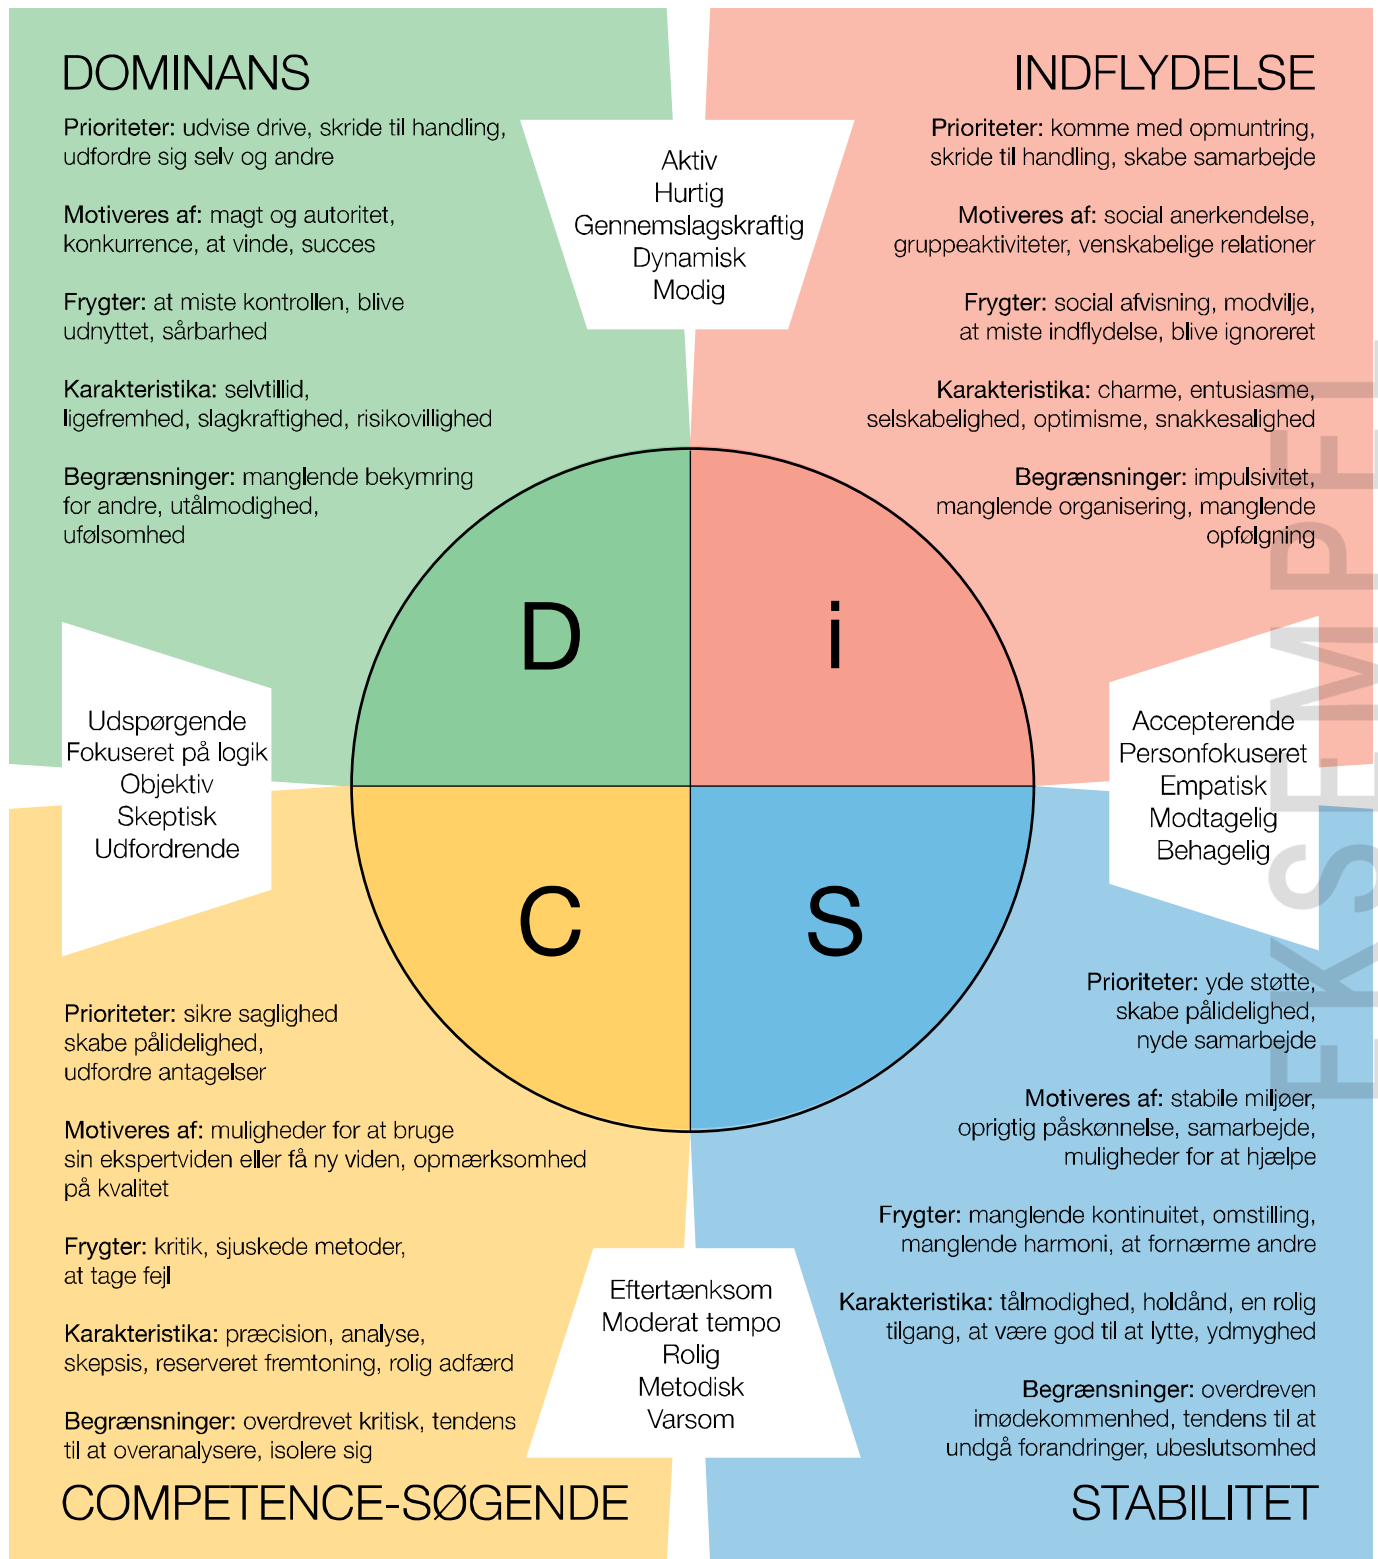 DOMINANS
Prioriteter: udvise drive, skride til handling,
udfordre sig selv og andre
Motiveres af: magt og autoritet,
konkurrence, at vinde, succes
Frygter: at miste kontrollen, blive
udnyttet, sårbarhed
Karakteristika: selvtillid,
ligefremhed, slagkraftighed, risikovillighed
Begrænsninger: manglende bekymring
for andre, utålmodighed,
ufølsomhed
Aktiv
Hurtig
Gennemslagskraftig
Dynamisk
Modig
INDFLYDELSE
Prioriteter: komme med opmuntring,
skride til handling, skabe samarbejde
Motiveres af: social anerkendelse,
gruppeaktiviteter, venskabelige relationer
Frygter: social afvisning, modvilje,
at miste indflydelse, blive ignoreret
Karakteristika: charme, entusiasme,
selskabelighed, optimisme, snakkesalighed
Begrænsninger: impulsivitet,
manglende organisering, manglende
opfølgning
D
i
C
S
Udspørgende
Fokuseret på logik
Objektiv
Skeptisk
Udfordrende
Accepterende
Personfokuseret
Empatisk
Modtagelig
Behagelig
EKSEMPEL
Prioriteter: sikre saglighed
skabe pålidelighed,
udfordre antagelser
Motiveres af: muligheder for at bruge
sin ekspertviden eller få ny viden, opmærksomhed
på kvalitet
Frygter: kritik, sjuskede metoder,
at tage fejl
Karakteristika: præcision, analyse,
skepsis, reserveret fremtoning, rolig adfærd
Begrænsninger: overdrevet kritisk, tendens
til at overanalysere, isolere sig
COMPETENCE-SØGENDE
Eftertænksom
Moderat tempo
Rolig
Metodisk
Varsom
Prioriteter: yde støtte,
skabe pålidelighed,
nyde samarbejde
Motiveres af: stabile miljøer,
oprigtig påskønnelse, samarbejde,
muligheder for at hjælpe
Frygter: manglende kontinuitet, omstilling,
manglende harmoni, at fornærme andre
Karakteristika: tålmodighed, holdånd, en rolig
tilgang, at være god til at lytte, ydmyghed
Begrænsninger: overdreven
imødekommenhed, tendens til at
undgå forandringer, ubeslutsomhed
STABILITET